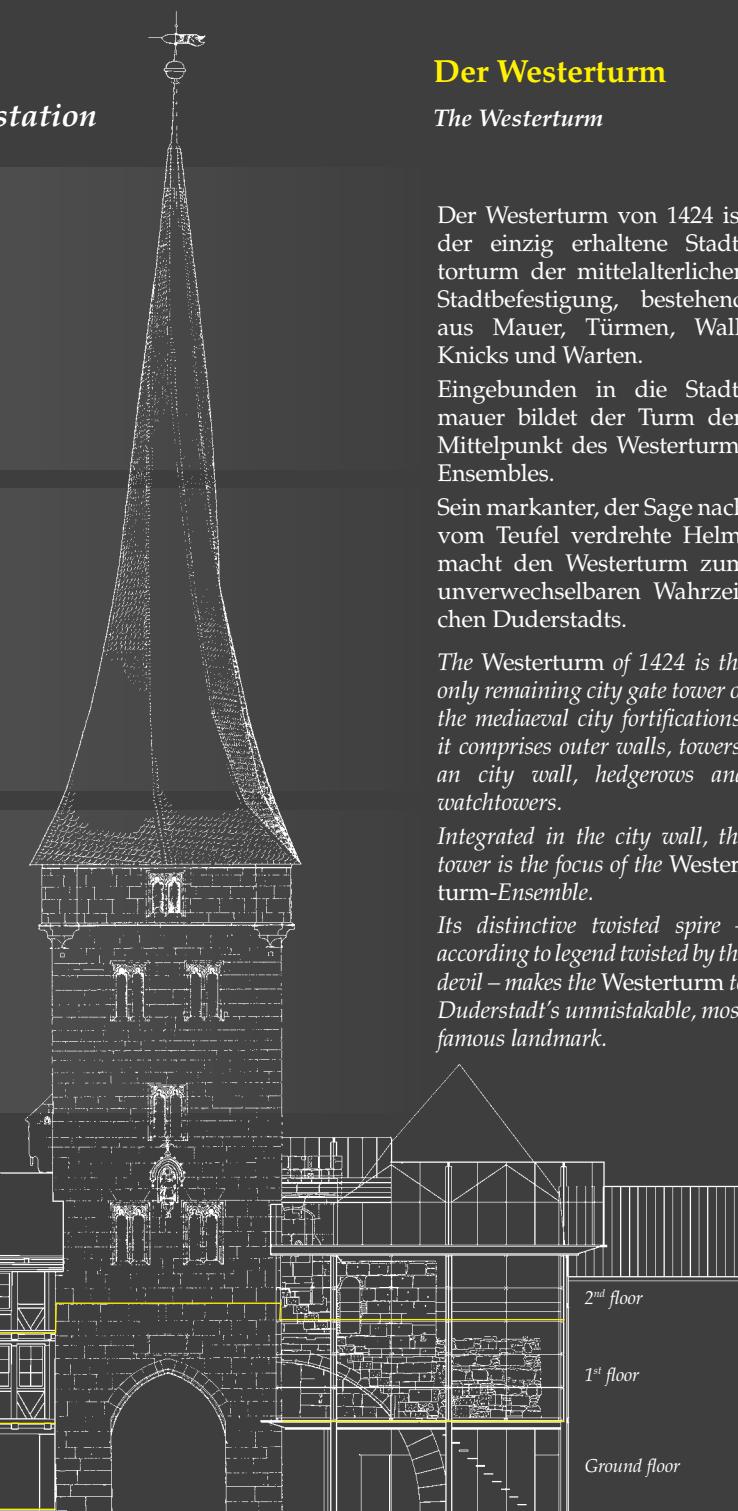 station
Der Westerturm
The Westerturm
Der Westerturm von 1424 is
der einzig erhaltene Stadt
torturm der mittelalterlicher
Stadtbefestigung, bestehend
aus Mauer, Türmen, Wall
Knicks und Warten.
Eingebunden in die Stadt
mauer bildet der Turm der
Mittelpunkt des Westerturm
Ensembles.
Sein markanter, der Sage nach
vom Teufel verdrehte Helm
macht den Westerturm zum
unverwechselbaren Wahrzei
chen Duderstadts.
The Westerturm of 1424 is th
only remaining city gate tower o
the mediaeval city fortifications
it comprises outer walls, towers
an city wall, hedgerows and
watchtowers.
Integrated in the city wall, th
tower is the focus of the Wester
turm-Ensemble.
Its distinctive twisted spire -
according to legend twisted by th
devil – makes the Westerturm t
Duderstadt's unmistakable, mos
famous landmark.
2nd floor
1st floor
Ground floor